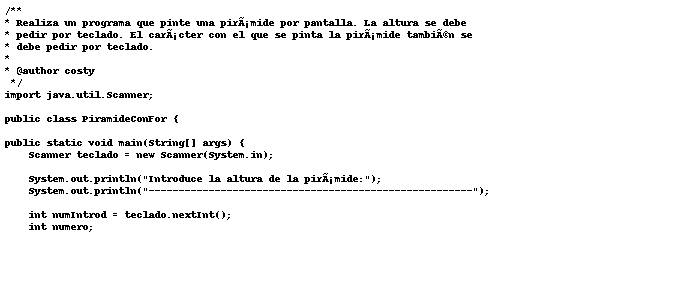 /**
* Realiza un programa que pinte una pirÃ¡mide por pantalla. La altura se debe
* pedir por teclado. El carÃ¡cter con el que se pinta la pirÃ¡mide tambiÃ©n se
* debe pedir por teclado.
*
* @author costy
*/
import java.util.Scanner;
public class PiramideConFor {
public static void main(String[] args) {
Scanner teclado = new Scanner(System.in);
System.out.println("Introduce la altura de la pirÃ¡mide:");
System.out.println("------------------------------------------------------");
int numIntrod = teclado.nextInt();
int numero;